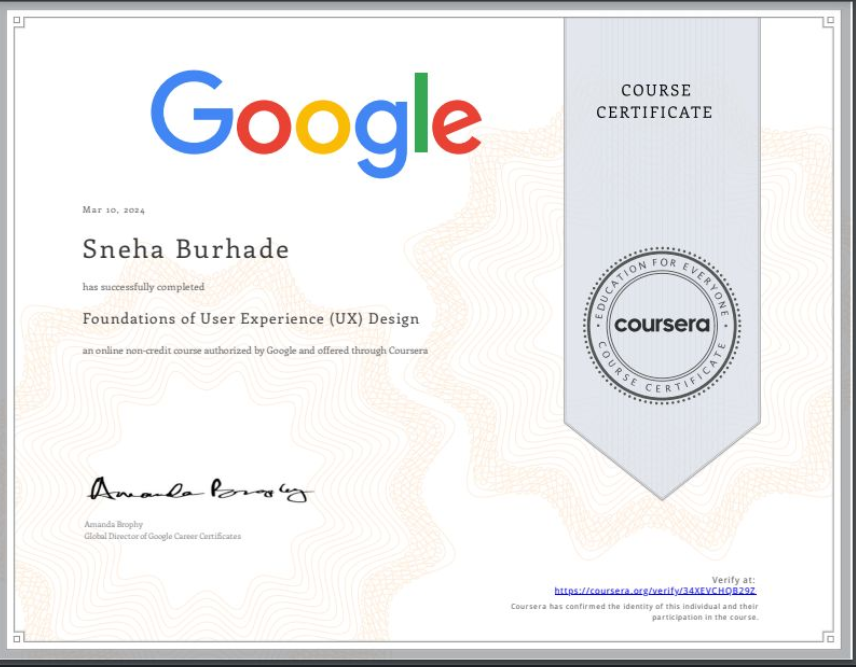 Google
COURSE
CERTIFICATE
Mar 10, 2024
Sneha Burhade
has successfully completed
Foundations of User Experience (UX) Design
an online non-credit course authorized by Google and offered through Coursera
EDUCATION FOR EVERYONE
coursera
COURSE CERTIFICATE
Amanda Brophy
Amanda Brophy
Global Director of Google Career Certificates
Verify at:
https://coursera.org/verify/34XEVCHQB29Z
Coursera has confirmed the identity of this individual and their
participation in the course.